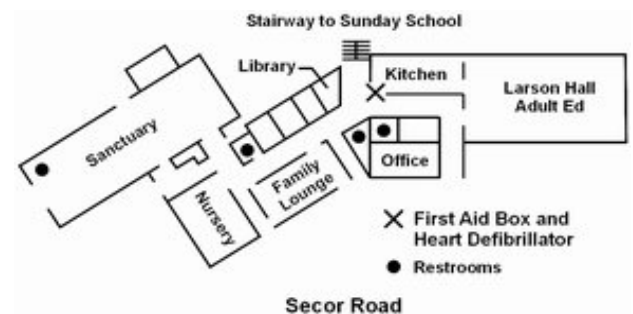 Stairway to Sunday School
Library
Kitchen
Larson Hall
Adult Ed
Sanctuary
Office
Family
Lounge
Nursery
First Aid Box and
Heart Defibrillator
Restrooms
Secor Road